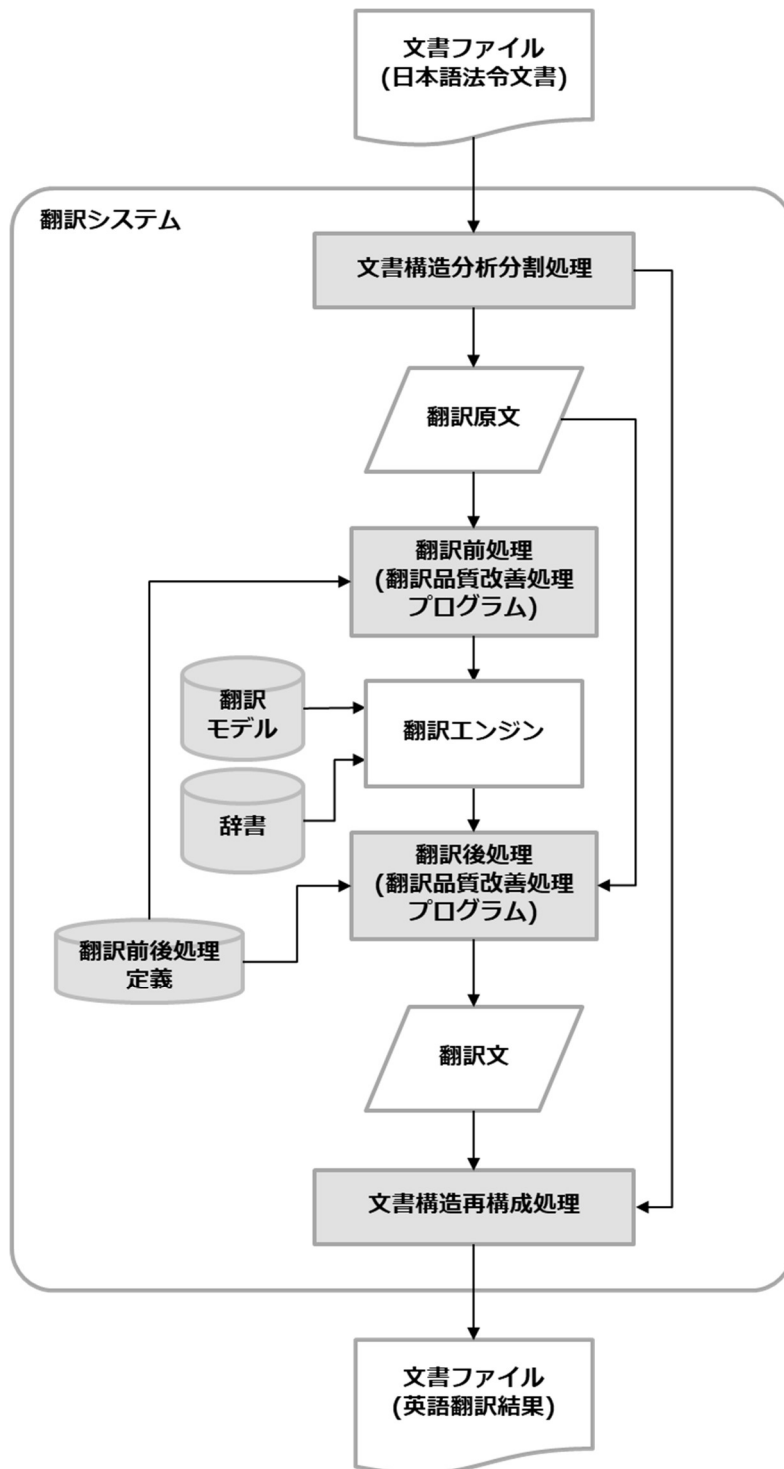 文書ファイル
(日本語法令文書)
翻訳システム
文書構造分析分割処理
翻訳原文
翻訳前処理
(翻訳品質改善処理
プログラム)
翻訳
モデル
翻訳エンジン
辞書
翻訳後処理
(翻訳品質改善処理
プログラム)
翻訳前後処理
定義
翻訳文
文書構造再構成処理
文書ファイル
(英語翻訳結果)